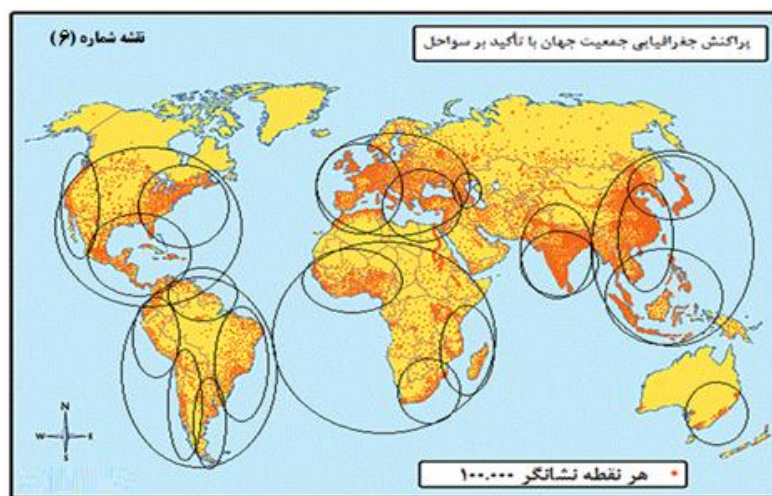 پراکنش جغرافیایی جمعیت جهان با تأکید بر سواحل
نقشه شماره (۶)
N
W E
S
هر نقطه نشانگر ۱۰۰.۰۰۰